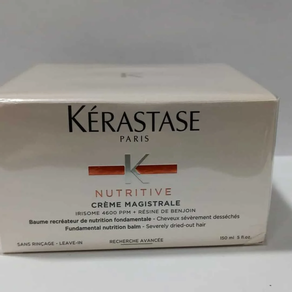 KÉRASTASE
PARIS
K
NUTRITIVE
CRÈME MAGISTRALE
IRISOME 4600 PPM + RÉSINE DE BENJOIN
Baume recréateur de nutrition fondamentale - Cheveux sévèrement desséchés
Fundamental nutrition balm - Severely dried-out hair
SANS RINCAGE - LEAVE-IN RECHERCHE AVANCÉE 150 ml 5 fl.oz.